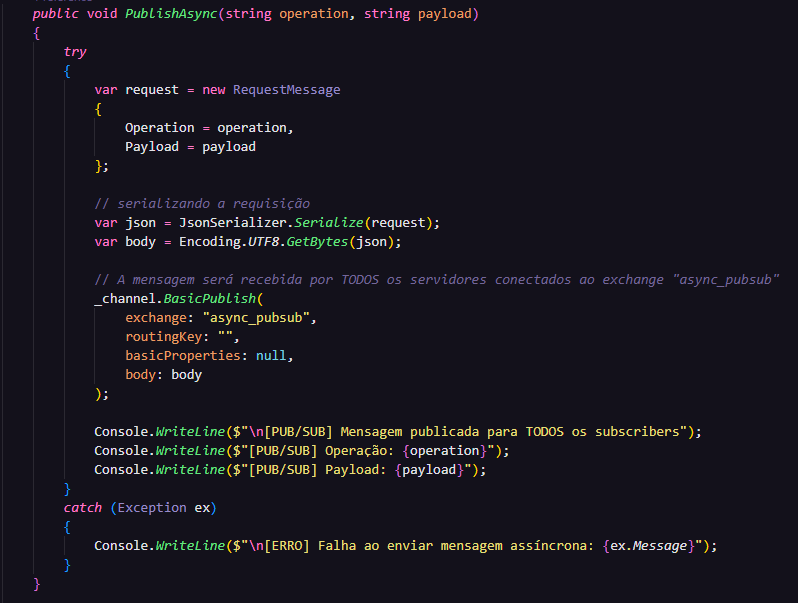 public void PublishAsync(string operation, string payload)
{
    try
    {
        var request = new RequestMessage
        {
            Operation = operation,
            Payload = payload
        };

        // serializando a requisição
        var json = JsonSerializer.Serialize(request);
        var body = Encoding.UTF8.GetBytes(json);

        // A mensagem será recebida por TODOS os servidores conectados ao exchange "async_pubsub"
        _channel.BasicPublish(
            exchange: "async_pubsub",
            routingKey: "",
            basicProperties: null,
            body: body
        );

        Console.WriteLine($"\n[PUB/SUB] Mensagem publicada para TODOS os subscribers");
        Console.WriteLine($"[PUB/SUB] Operação: {operation}");
        Console.WriteLine($"[PUB/SUB] Payload: {payload}");
    }
    catch (Exception ex)
    {
        Console.WriteLine($"\n[ERRO] Falha ao enviar mensagem assíncrona: {ex.Message}");
    }
}